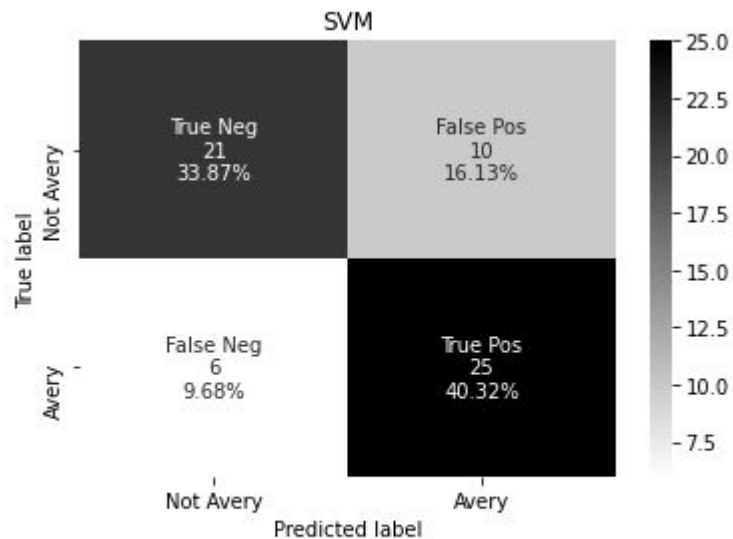 SVM
True Neg
21
33.87%
False Pos
10
16.13%
False Neg
6
9.68%
True Pos
25
40.32%
Not Avery
Avery
True label
Not Avery
Avery
Predicted label
25.0
22.5
20.0
17.5
15.0
12.5
10.0
7.5